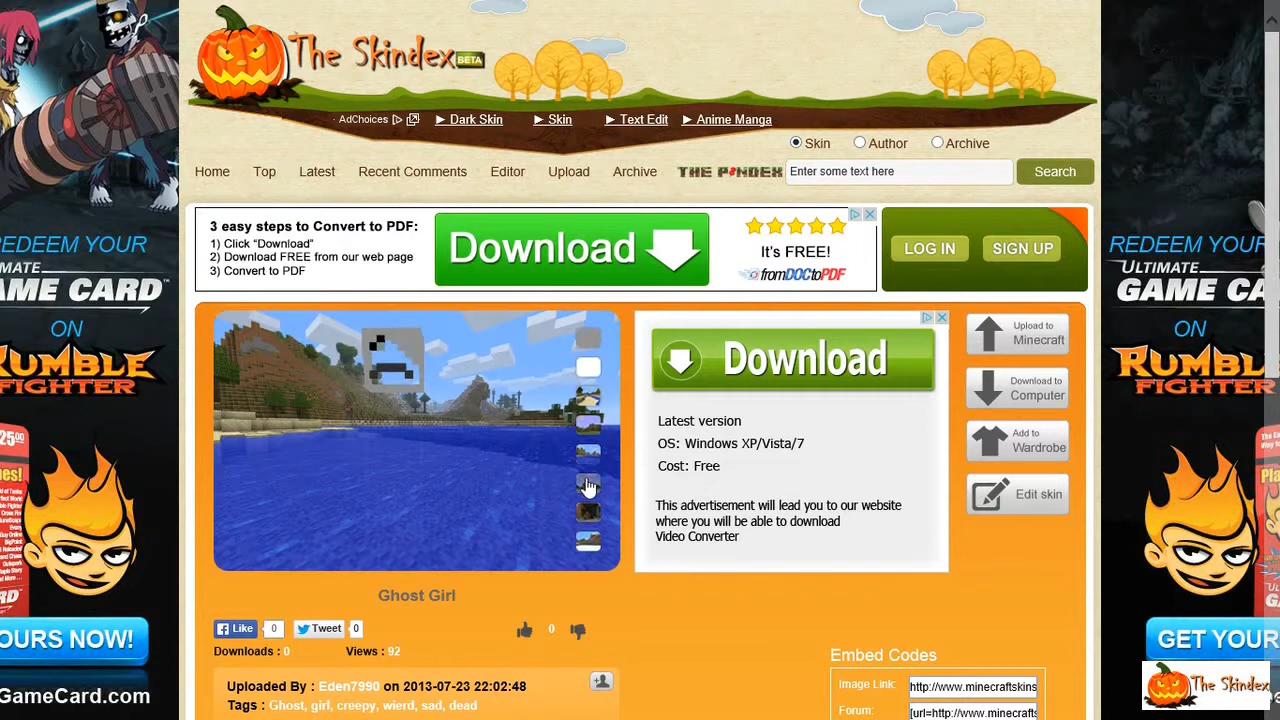 The Skindex BETA
AdChoices
► Dark Skin
► Skin
► Text Edit
► Anime Manga
Skin
Author
Archive
Home
Top
Latest
Recent Comments
Editor
Upload
Archive
THE PINDEX
Enter some text here
Search
3 easy steps to Convert to PDF:
1) Click “Download”
2) Download FREE from our web page
3) Convert to PDF
Download
It's FREE!
fromDOCtoPDF
LOG IN
SIGN UP
REDEEM YOUR
ULTIMATE
GAME CARD
ON
RUMBLE
FIGHTER
Download
Latest version
OS: Windows XP/Vista/7
Cost: Free
This advertisement will lead you to our website
where you will be able to download
Video Converter
Upload to
Minecraft
Download to
Computer
Add to
Wardrobe
Edit skin
REDEEM YOUR
ULTIMATE
GAME CA
ON
RUMBLE
FIGHTER
Ghost Girl
Like
0
Tweet
0
0
Downloads : 0
Views : 92
Uploaded By : Eden7990 on 2013-07-23 22:02:48
Tags : Ghost, girl, creepy, wierd, sad, dead
Embed Codes
Image Link:
http://www.minecraftskins
Forum:
[url=http://www.minecrafts
OURS NOW!
GameCard.com
GET YOUR
The Skindex